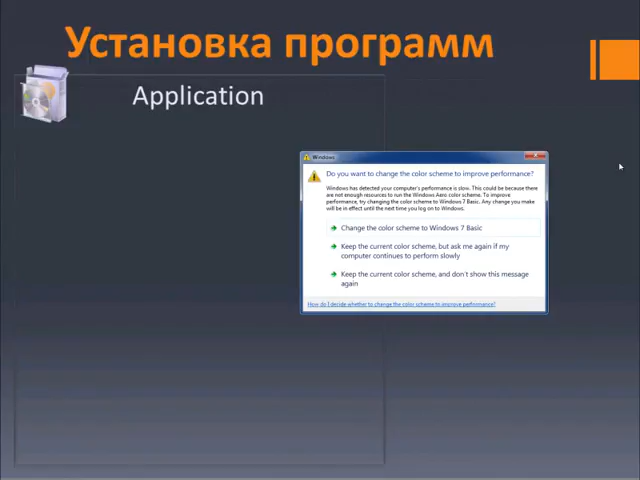 Установка программ
Application
Windows
Do you want to change the color scheme to improve performance?
Windows has detected your computer's performance is slow. This could be because there
are not enough resources to run the Windows Aero color scheme. To improve
performance, try changing the color scheme to Windows 7 Basic. Any change you make
will be in effect until the next time you log on to Windows.
Change the color scheme to Windows 7 Basic
Keep the current color scheme, but ask me again if my
computer continues to perform slowly
Keep the current color scheme, and don't show this message
again
How do I decide whether to change the color scheme to improve performance?